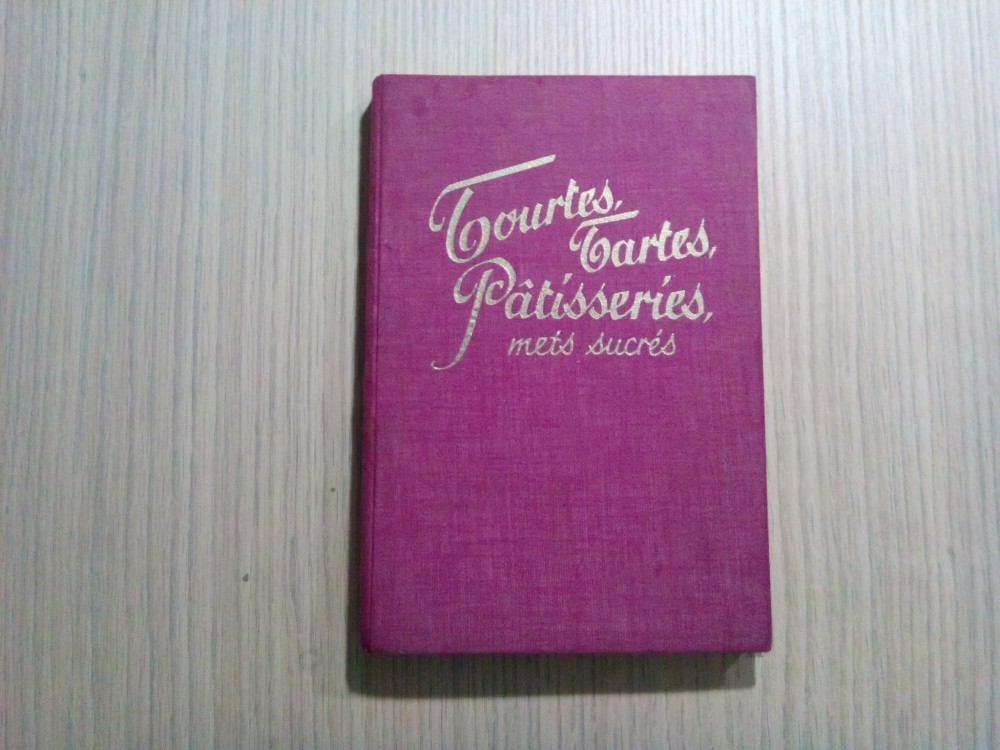 Tourtes,
Tartes,
Pâtisseries,
mets sucrés